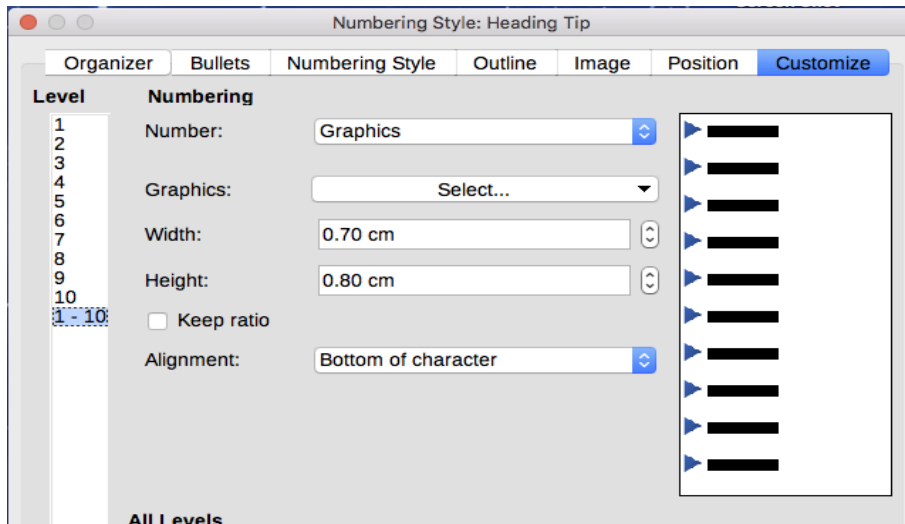 Numbering Style: Heading Tip
Organizer Bullets Numbering Style Outline Image Position Customize
Level Numbering
1
2
3
4
5
6
7
8
9
10
1 - 10
Number: Graphics
Graphics: Select...
Width: 0.70 cm
Height: 0.80 cm
Keep ratio
Alignment: Bottom of character
All Levels